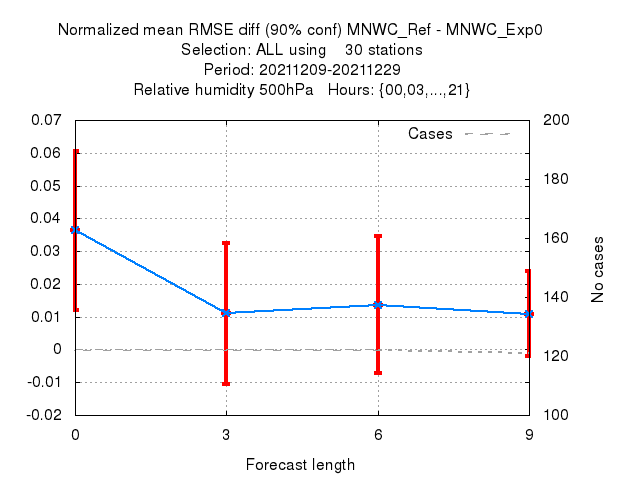 Normalized mean RMSE diff (90% conf) MNWC_Ref - MNWC_Exp0
Selection: ALL using    30 stations
Period: 20211209-20211229
Relative humidity 500hPa   Hours: {00,03,...,21}
Cases
0.07
0.06
0.05
0.04
0.03
0.02
0.01
0
-0.01
-0.02
200
180
160
140
120
100
No cases
0 3 6 9
Forecast length